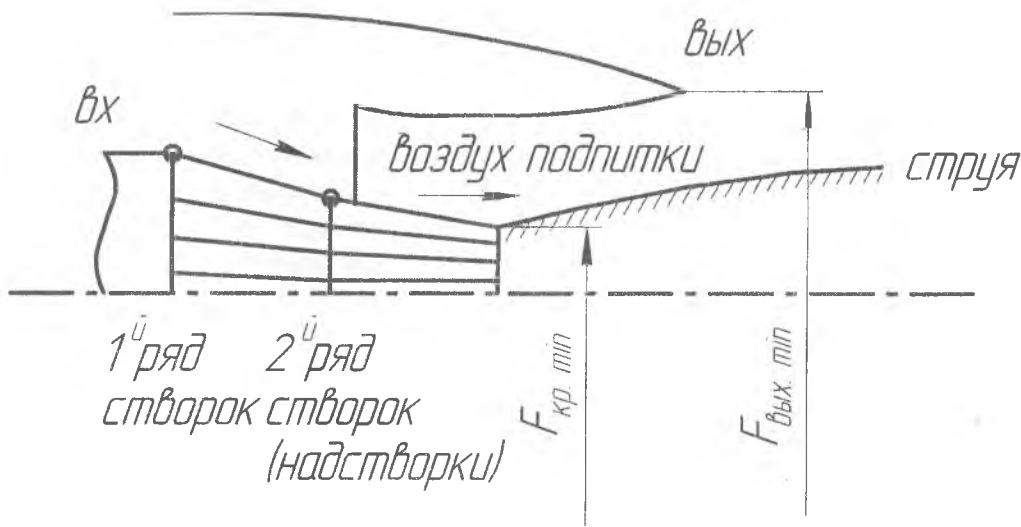 вых
вх
воздух подпитки
струя
1й ряд
створок
2й ряд
створок
(надстворки)
Fкр. min
Fвых. min